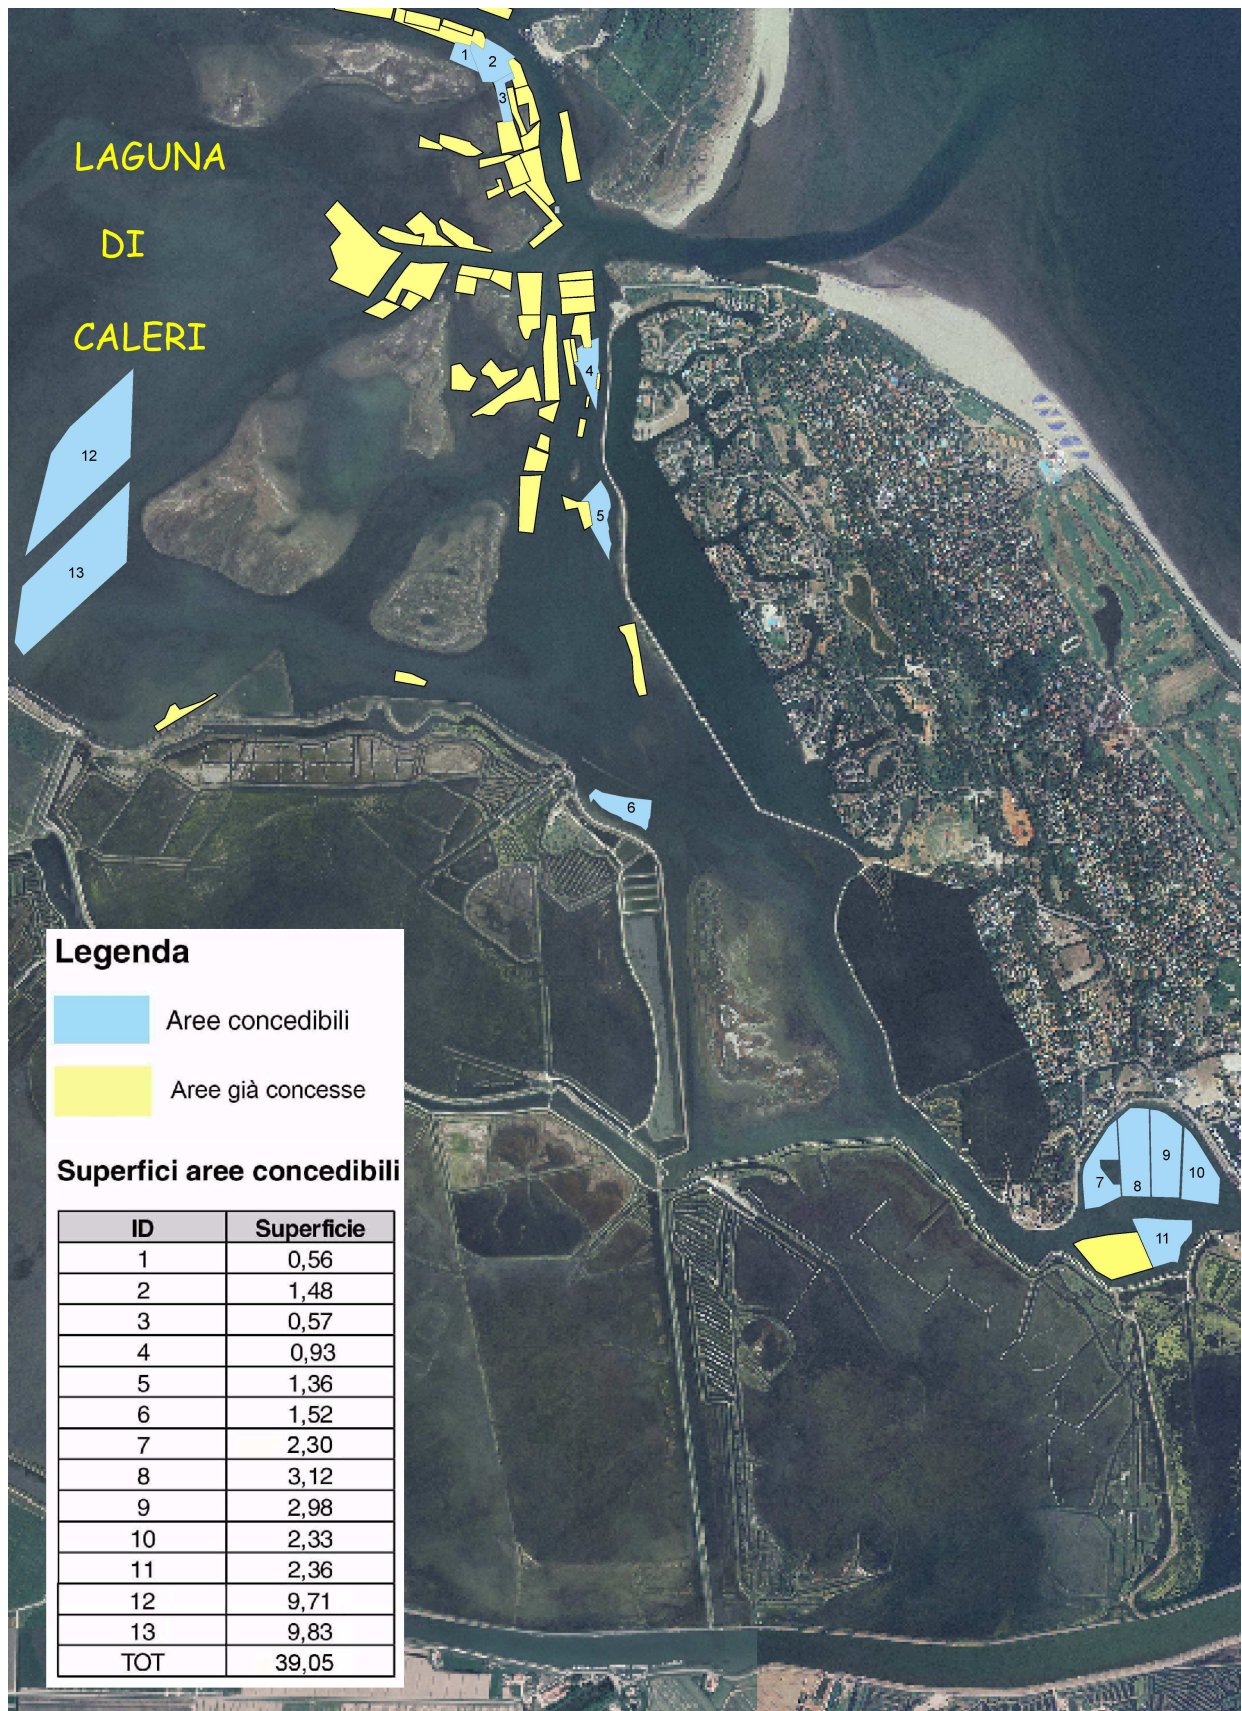 1
2
3
LAGUNA
DI
CALERI
4
12
5
13
6
Legenda
Aree concedibili
Aree già concesse
Superfici aree concedibili
ID Superficie
1 0,56
2 1,48
3 0,57
4 0,93
5 1,36
6 1,52
7 2,30
8 3,12
9 2,98
10 2,33
11 2,36
12 9,71
13 9,83
TOT 39,05
9
10
7
8
11